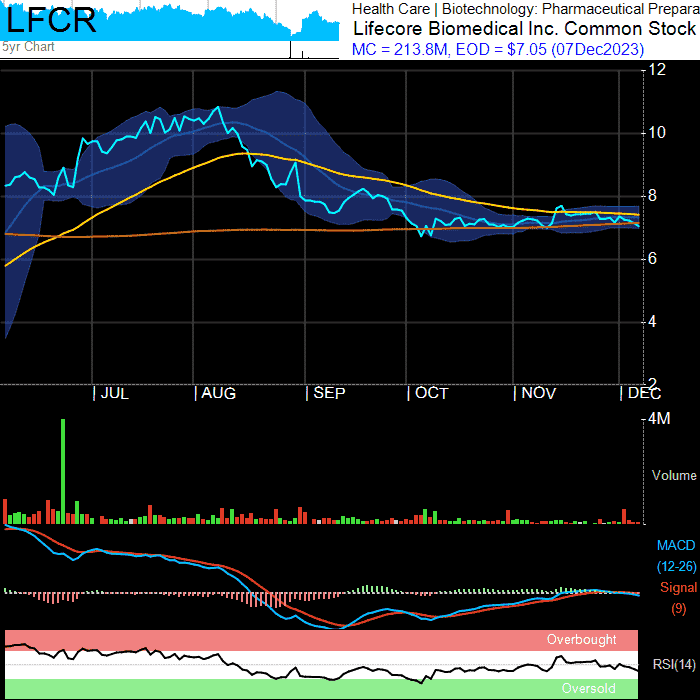 LFCR
5yr Chart
Health Care | Biotechnology: Pharmaceutical Prepara
Lifecore Biomedical Inc. Common Stock
MC = 213.8M, EOD = $7.05 (07Dec2023)
12
10
8
6
4
2
| JUL
| AUG
| SEP
| OCT
| NOV
| DEC
4M
Volume
MACD
(12-26)
Signal
(9)
Overbought
RSI(14)
Oversold